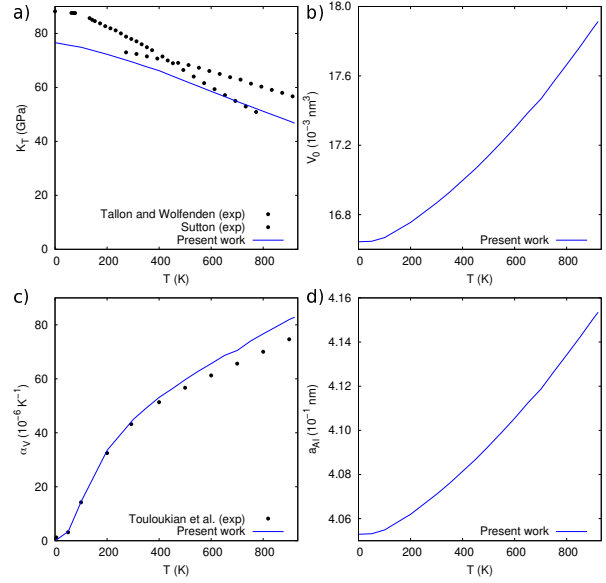 a)
80
60
40
20
0
K_T (GPa)
Tallon and Wolfenden (exp)
Sutton (exp)
Present work
0 200 400 600 800
T (K)
b)
18.0
17.6
17.2
16.8
V_0 (10^{-3} nm^3)
Present work
0 200 400 600 800
T (K)
c)
80
60
40
20
0
α_V (10^{-6} K^{-1})
Touloukian et al. (exp)
Present work
0 200 400 600 800
T (K)
d)
4.16
4.14
4.12
4.10
4.08
4.06
a_{Al} (10^{-1} nm)
Present work
0 200 400 600 800
T (K)